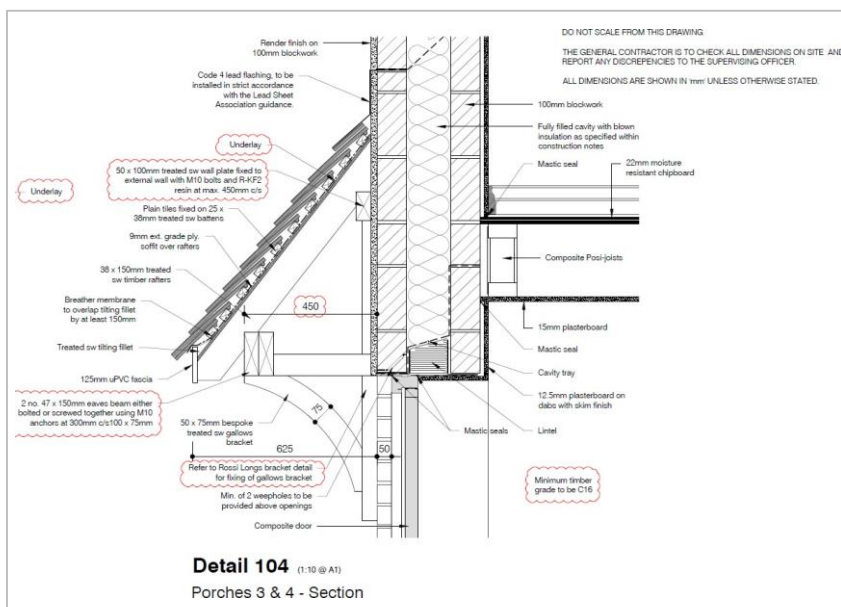 DO NOT SCALE FROM THIS DRAWING
THE GENERAL CONTRACTOR IS TO CHECK ALL DIMENSIONS ON SITE AND
REPORT ANY DISCREPENCIES TO THE SUPERVISING OFFICER.
ALL DIMENSIONS ARE SHOWN IN 'mm' UNLESS OTHERWISE STATED.
Render finish on
100mm blockwork
Code 4 lead flashing, to be
installed in strict accordance
with the Lead Sheet
Association guidance.
Underlay
Underlay
50 x 100mm treated sw wall plate fixed to
external wall with M10 bolts and R-KF2
resin at max. 450mm c/s
Plain tiles fixed on 25 x
38mm treated sw battens
9mm ext. grade ply.
soffit over rafters
38 x 150mm treated
sw timber rafters
Breather membrane
to overlap tilting fillet
by at least 150mm
Treated sw tilting fillet
125mm uPVC fascia
2 no. 47 x 150mm eaves beam either
bolted or screwed together using M10
anchors at 300mm c/s100 x 75mm
50 x 75mm bespoke
treated sw gallows
bracket
450
75
625
50
Refer to Rossi Longs bracket detail
for fixing of gallows bracket
Min. of 2 weepholes to be
provided above openings
Composite door
100mm blockwork
Fully filled cavity with blown
insulation as specified within
construction notes
Mastic seal
22mm moisture
resistant chipboard
Composite Posi-joists
15mm plasterboard
Mastic seal
Cavity tray
12.5mm plasterboard on
dabs with skim finish
Mastic seals
Lintel
Minimum timber
grade to be C16
Detail 104 (1:10 @ A1)
Porches 3 & 4 - Section